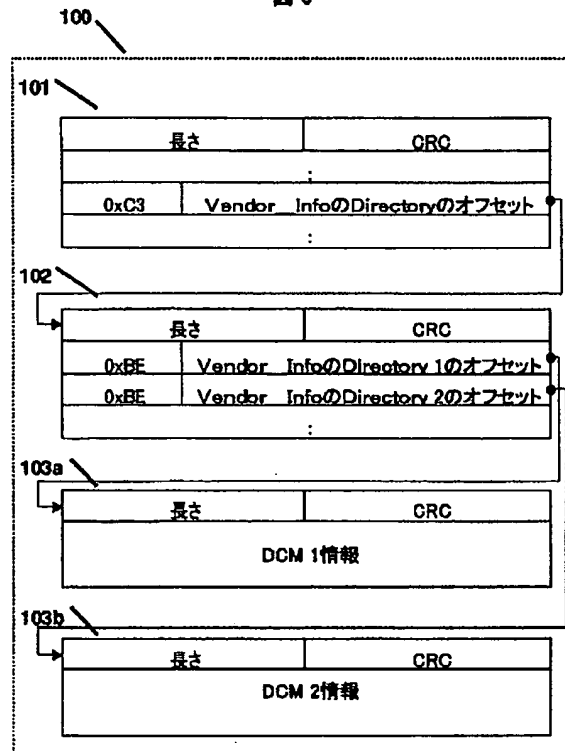 100
101
長さ CRC
:
0xC3 Vendor_InfoのDirectoryのオフセット
:
102
長さ CRC
0xBE Vendor_InfoのDirectory 1のオフセット
0xBE Vendor_InfoのDirectory 2のオフセット
:
103a
長さ CRC
DCM 1情報
103b
長さ CRC
DCM 2情報